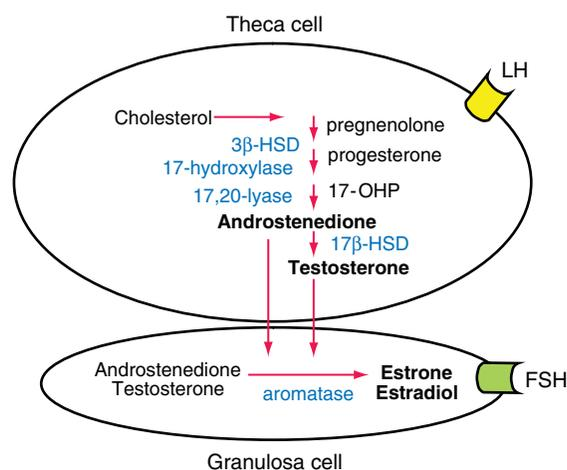 Theca cell
LH
Cholesterol
pregnenolone
3β-HSD
progesterone
17-hydroxylase
17,20-lyase
17-OHP
Androstenedione
17β-HSD
Testosterone
Androstenedione
Testosterone
aromatase
Estrone
Estradiol
FSH
Granulosa cell